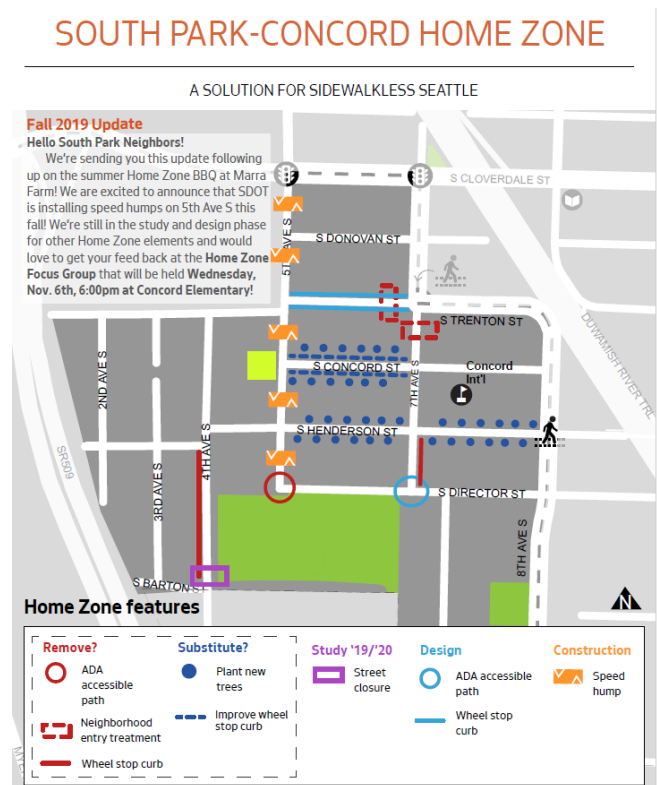 SOUTH PARK-CONCORD HOME ZONE
A SOLUTION FOR SIDEWALKLESS SEATTLE
Fall 2019 Update
Hello South Park Neighbors!
We're sending you this update following
up on the summer Home Zone BBQ at Marra
Farm! We are excited to announce that SDOT
is installing speed humps on 5th Ave S this
fall! We're still in the study and design phase
for other Home Zone elements and would
love to get your feed back at the Home Zone
Focus Group that will be held Wednesday,
Nov. 6th, 6:00pm at Concord Elementary!
S CLOVERDALE ST
S DONOVAN ST
AVE S
S TRENTON ST
DUWAMISH RIVER TRL
S CONCORD ST
Concord
Int'l
7TH AVE S
2ND AVE S
S HENDERSON ST
4TH AVE S
SR509
3RD AVE S
S DIRECTOR ST
8TH AVE S
S BARTON ST
N
Home Zone features
Remove?
ADA
accessible
path
Neighborhood
entry treatment
Wheel stop curb
Substitute?
Plant new
trees
Improve wheel
stop curb
Study '19/'20
Street
closure
Design
ADA accessible
path
Wheel stop
curb
Construction
Speed
hump